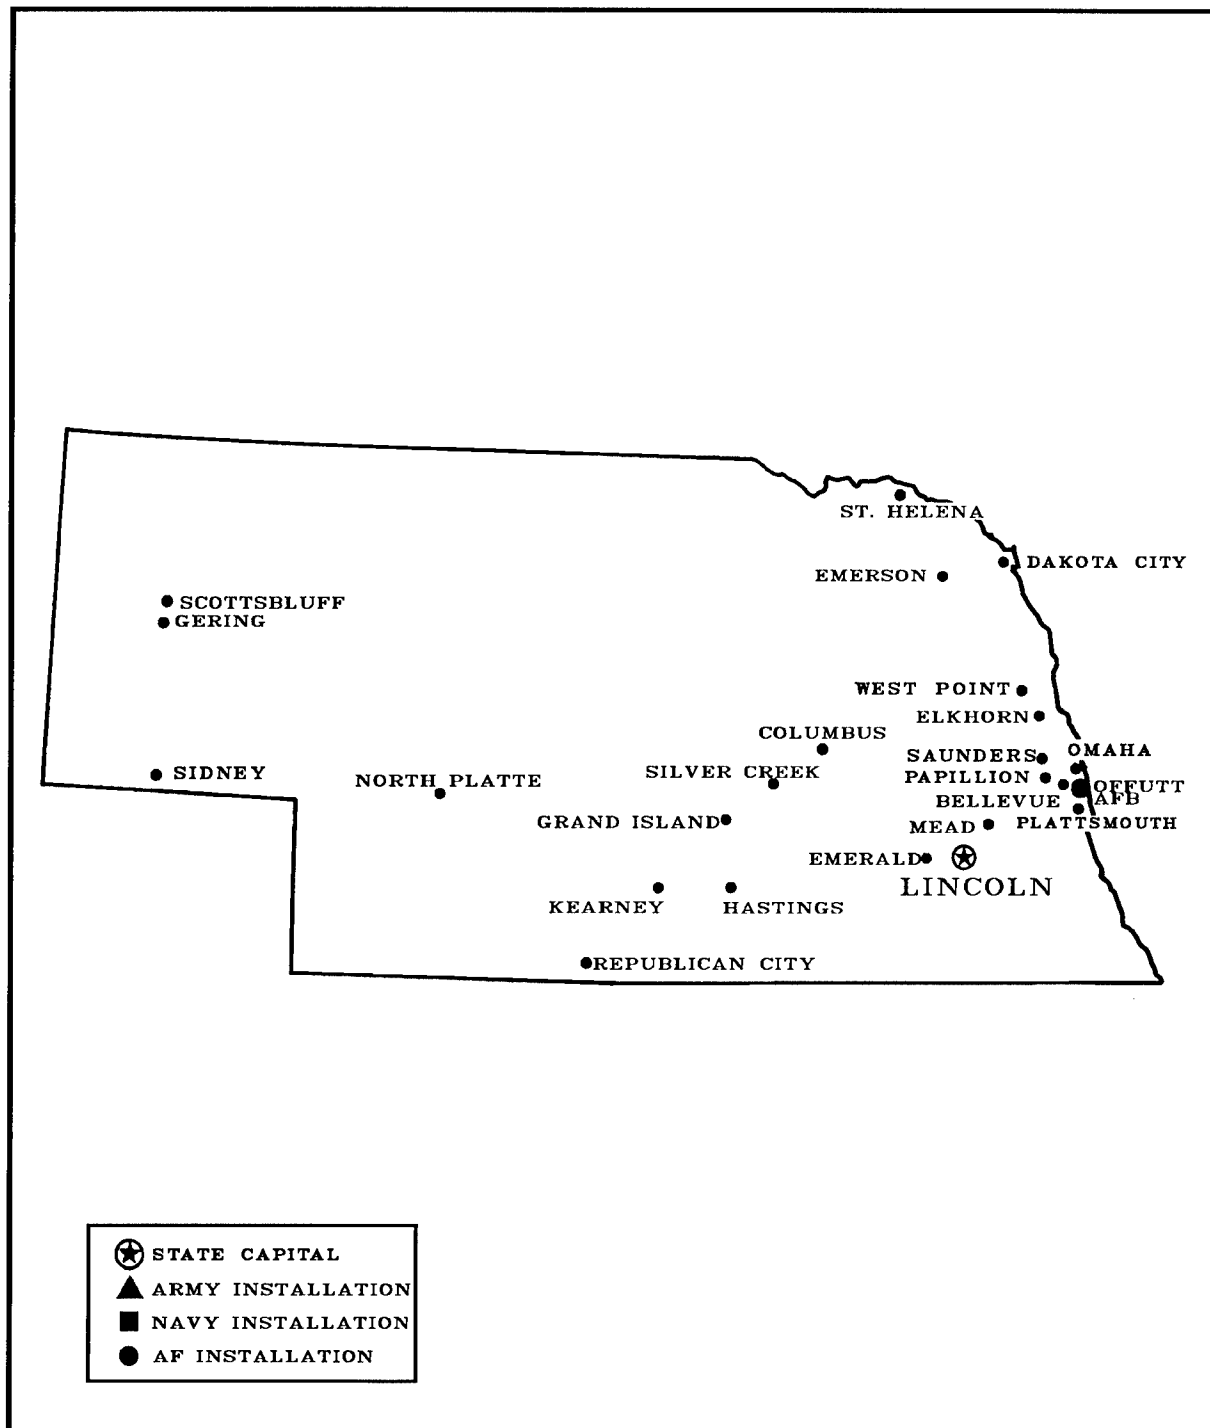 ST. HELENA
DAKOTA CITY
EMERSON
SCOTTSBLUFF
GERING
WEST POINT
ELKHORN
COLUMBUS
SAUNDERS
OMAHA
SIDNEY
NORTH PLATTE
SILVER CREEK
PAPILLION
OFFUTT
AFB
BELLEVUE
GRAND ISLAND
MEAD
PLATTSMOUTH
EMERALD
LINCOLN
KEARNEY
HASTINGS
REPUBLICAN CITY
STATE CAPITAL
ARMY INSTALLATION
NAVY INSTALLATION
AF INSTALLATION